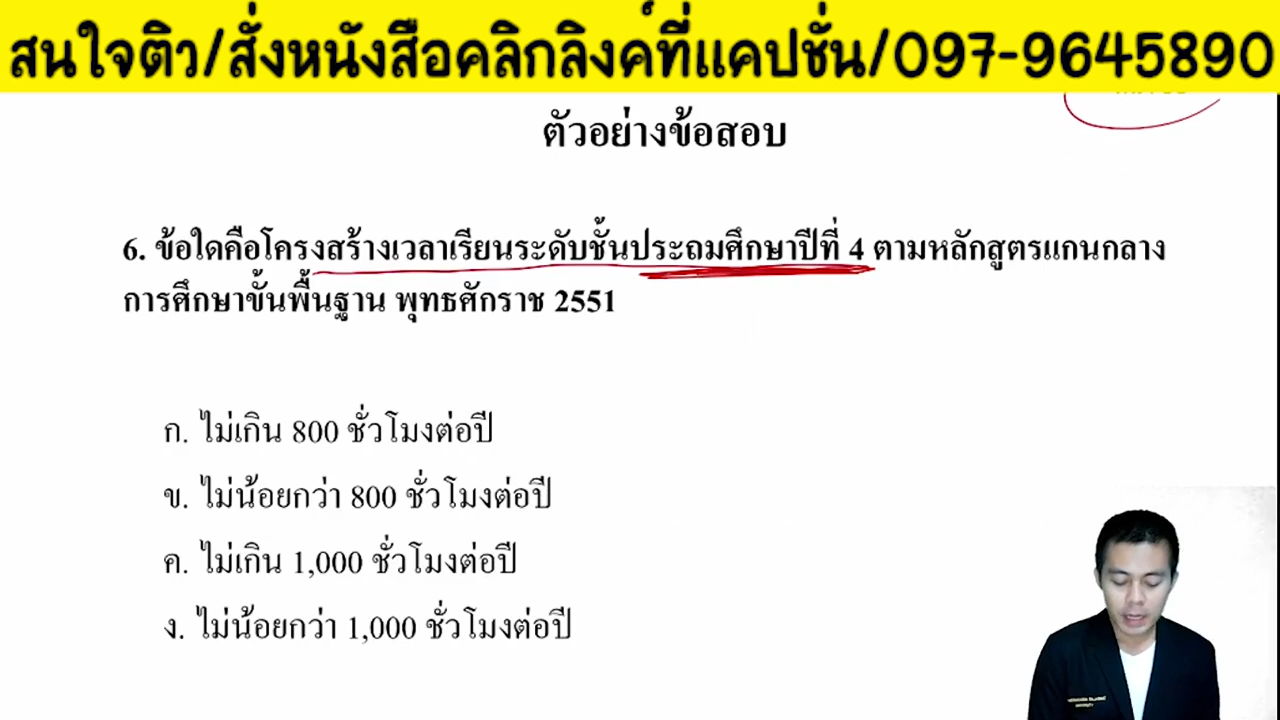 สนใจติว/สั่งหนังสือคลิกลิงค์ที่แคปชั่น/097-9645890
ตัวอย่างข้อสอบ
6. ข้อใดคือโครงสร้างเวลาเรียนระดับชั้นประถมศึกษาปีที่ 4 ตามหลักสูตรแกนกลาง
การศึกษาขั้นพื้นฐาน พุทธศักราช 2551
ก. ไม่เกิน 800 ชั่วโมงต่อปี
ข. ไม่น้อยกว่า 800 ชั่วโมงต่อปี
ค. ไม่เกิน 1,000 ชั่วโมงต่อปี
ง. ไม่น้อยกว่า 1,000 ชั่วโมงต่อปี